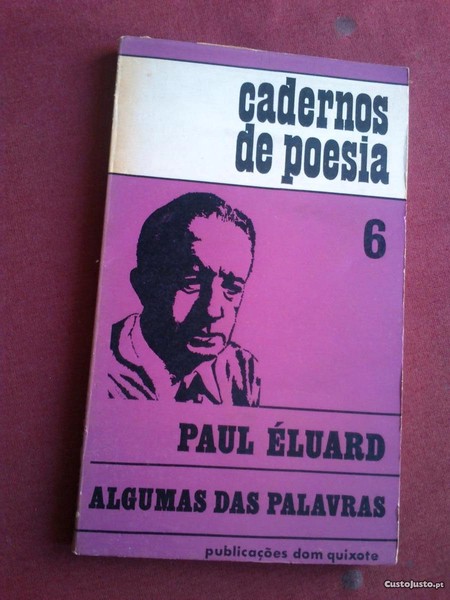 cadernos
de poesia
6
PAUL ÉLUARD
ALGUMAS DAS PALAVRAS
publicações dom quixote
CustoJusto.pt